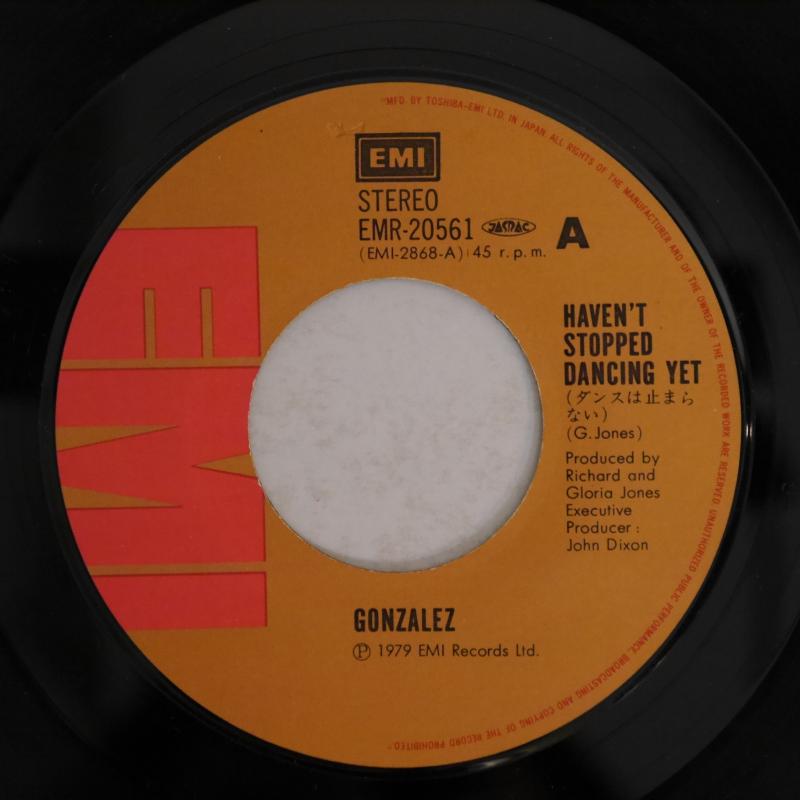 "MFD. BY TOSHIBA-EMI LTD. IN JAPAN ALL RIGHTS OF THE MANUFACTURER AND OF THE OWNER OF THE RECORDED WORK ARE RESERVED. UNAUTHORIZED PUBLIC PERFORMANCE, BROADCASTING AND COPYING OF THE RECORD PROHIBITED."
EMI
STEREO
EMR-20561 JASRAC A
(EMI-2868-A) 45 r.p.m.
EMI
HAVEN'T
STOPPED
DANCING YET
(ダンスは止まら
ない)
(G. Jones)
Produced by
Richard and
Gloria Jones
Executive
Producer :
John Dixon
GONZALEZ
Ⓟ 1979 EMI Records Ltd.